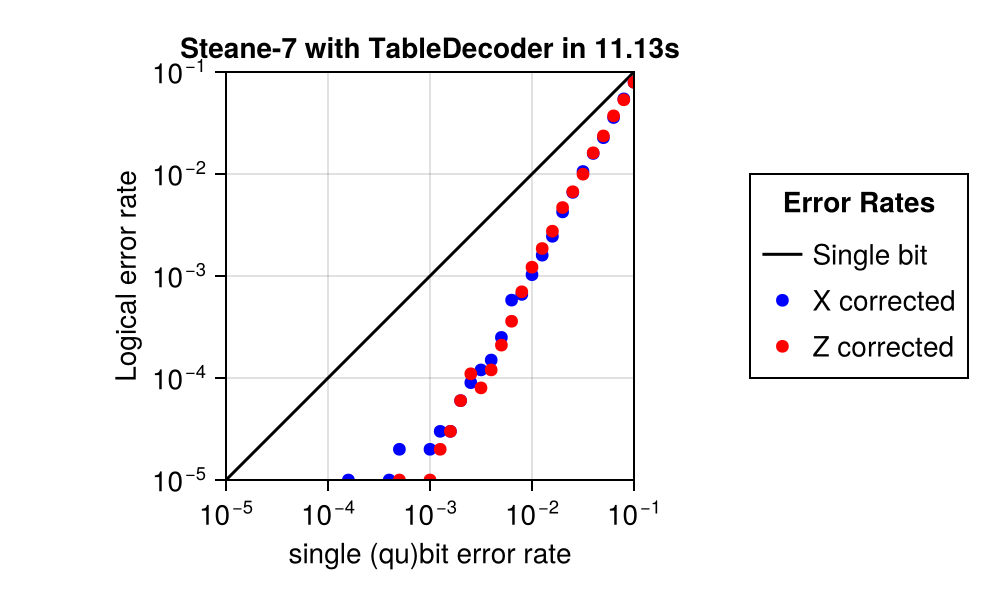 Steane-7 with TableDecoder in 11.13s
10⁻¹
10⁻²
10⁻³
10⁻⁴
10⁻⁵
Logical error rate
10⁻⁵ 10⁻⁴ 10⁻³ 10⁻² 10⁻¹
single (qu)bit error rate
Error Rates
Single bit
X corrected
Z corrected